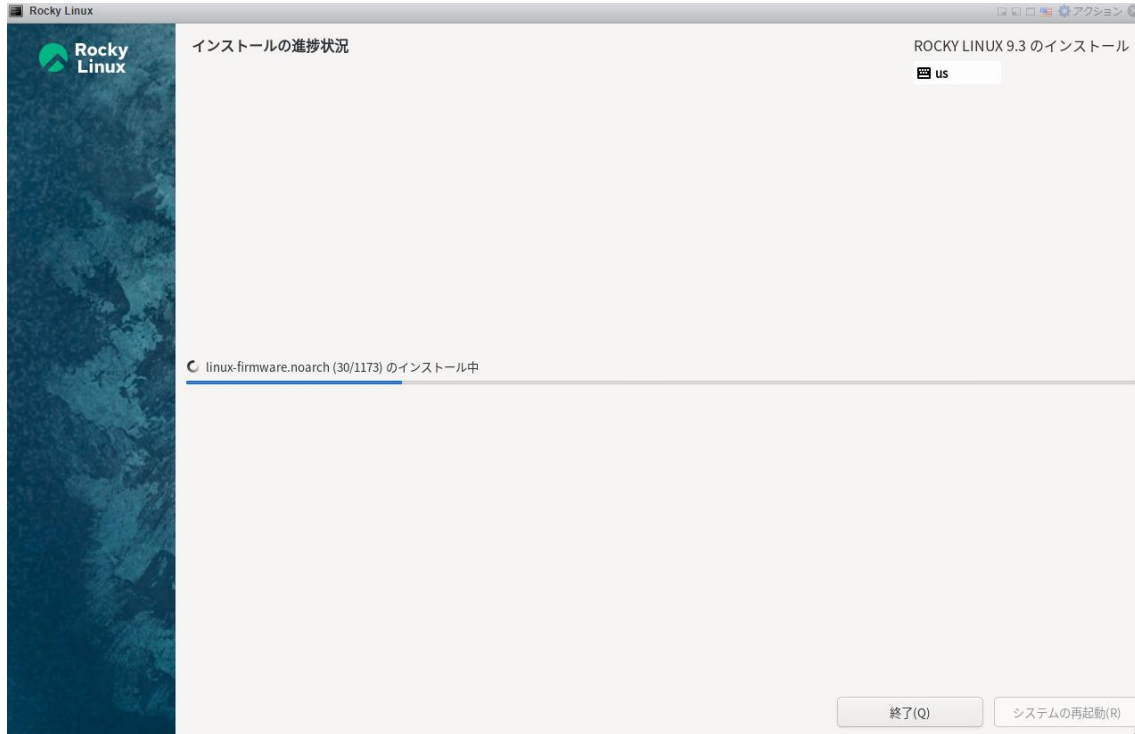 Rocky Linux
アクション
Rocky
Linux
インストールの進捗状況
ROCKY LINUX 9.3 のインストール
us
linux-firmware.noarch (30/1173) のインストール中
終了(Q)
システムの再起動(R)